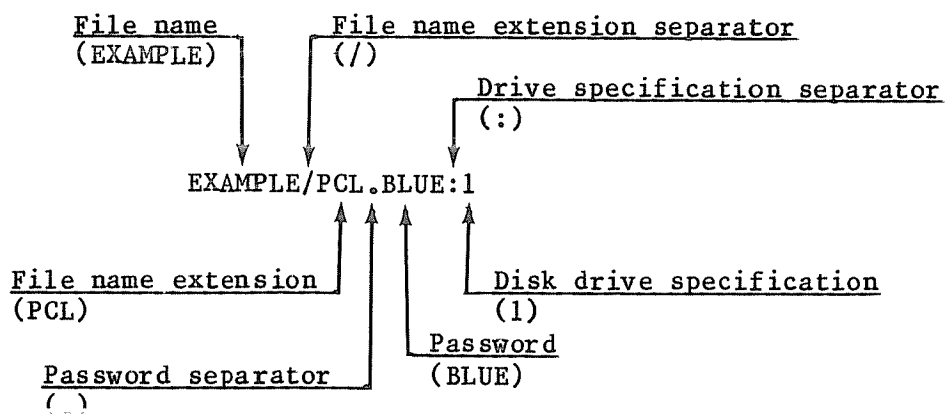 File name
(EXAMPLE)
File name extension separator
(/)
Drive specification separator
(:)
EXAMPLE/PCL.BLUE:1
File name extension
(PCL)
Disk drive specification
(1)
Password
(BLUE)
Password separator
( )